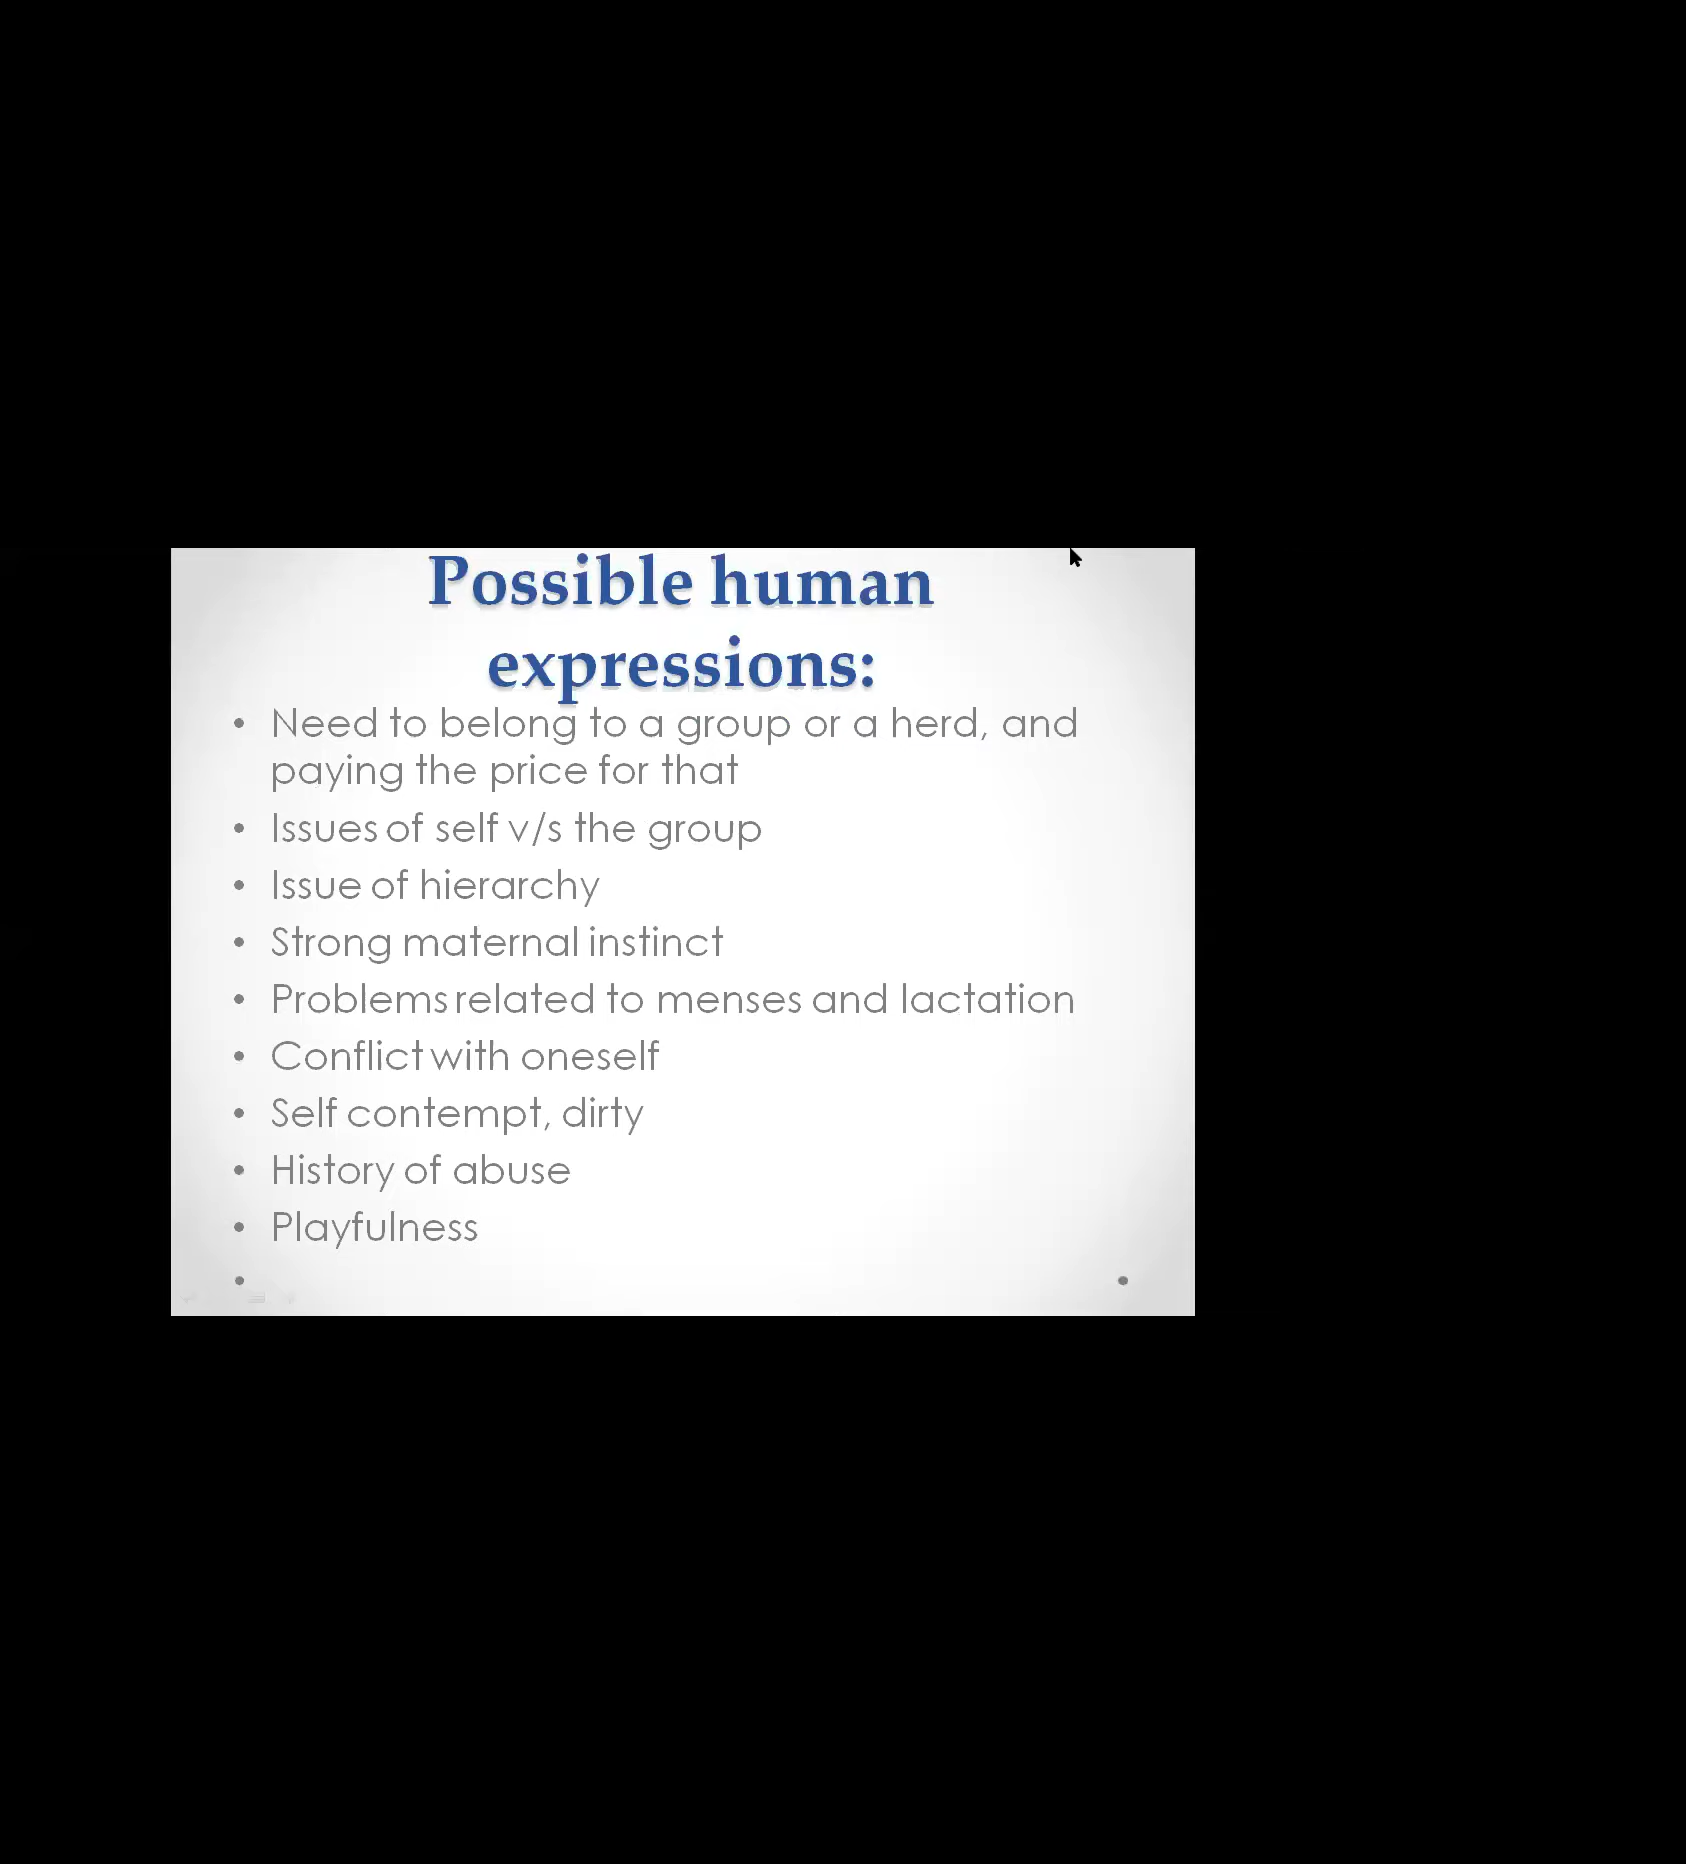 Possible human
expressions:
• Need to belong to a group or a herd, and
paying the price for that
• Issues of self v/s the group
• Issue of hierarchy
• Strong maternal instinct
• Problems related to menses and lactation
• Conflict with oneself
• Self contempt, dirty
• History of abuse
• Playfulness